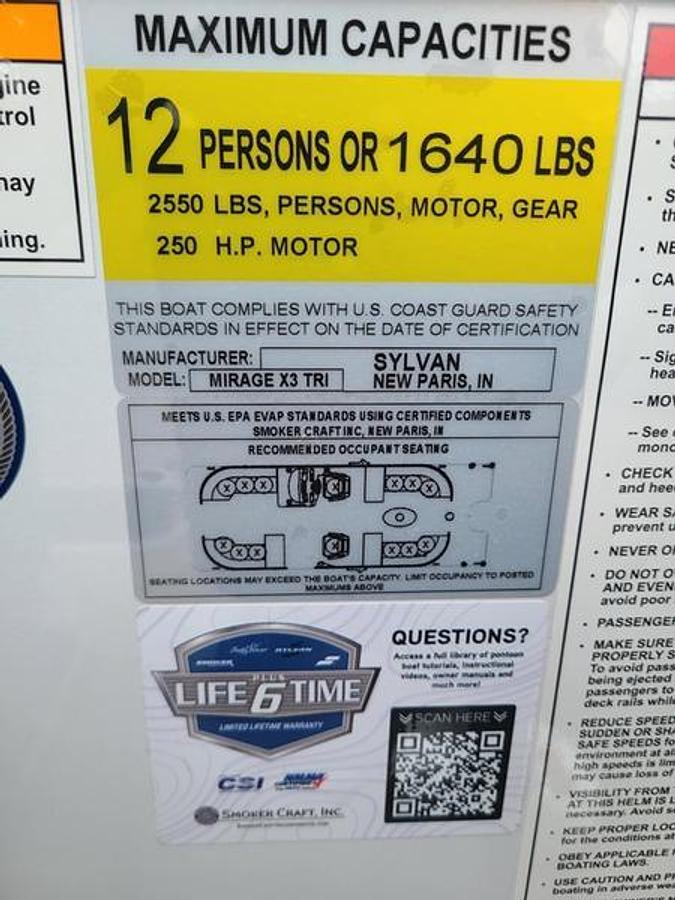 MAXIMUM CAPACITIES
12 PERSONS OR 1640 LBS
2550 LBS, PERSONS, MOTOR, GEAR
250 H.P. MOTOR
THIS BOAT COMPLIES WITH U.S. COAST GUARD SAFETY
STANDARDS IN EFFECT ON THE DATE OF CERTIFICATION
MANUFACTURER: SYLVAN
MODEL: MIRAGE X3 TRI NEW PARIS, IN
MEETS U.S. EPA EVAP STANDARDS USING CERTIFIED COMPONENTS
SMOKER CRAFT INC, NEW PARIS, IN
RECOMMENDED OCCUPANT SEATING
SEATING LOCATIONS MAY EXCEED THE BOAT'S CAPACITY. LIMIT OCCUPANCY TO POSTED
MAXIMUMS ABOVE
QUESTIONS?
Access a full library of pontoon
boat tutorials, instructional
videos, owner manuals and
much more!
SCAN HERE
SYLVAN
PLUS
LIFE 6 TIME
LIMITED LIFETIME WARRANTY
CSI
SMOKER CRAFT, INC.
gine
trol
may
ing.
NE
CA
-- MOV
-- See
CHECK
and hee
WEAR SA
prevent u
NEVER O
DO NOT O
AND EVEN
avoid poor
PASSENGER
MAKE SURE
PROPERLY S
To avoid pass
being ejected
passengers to
deck rails while
REDUCE SPEED
SUDDEN OR SHA
SAFE SPEEDS fo
environment at al
high speeds is lim
may cause loss of
VISIBILITY FROM
AT THIS HELM IS L
necessary. Avoid s
KEEP PROPER LOO
for the conditions at
OBEY APPLICABLE
BOATING LAWS.
USE CAUTION AND P
boating in adverse wea